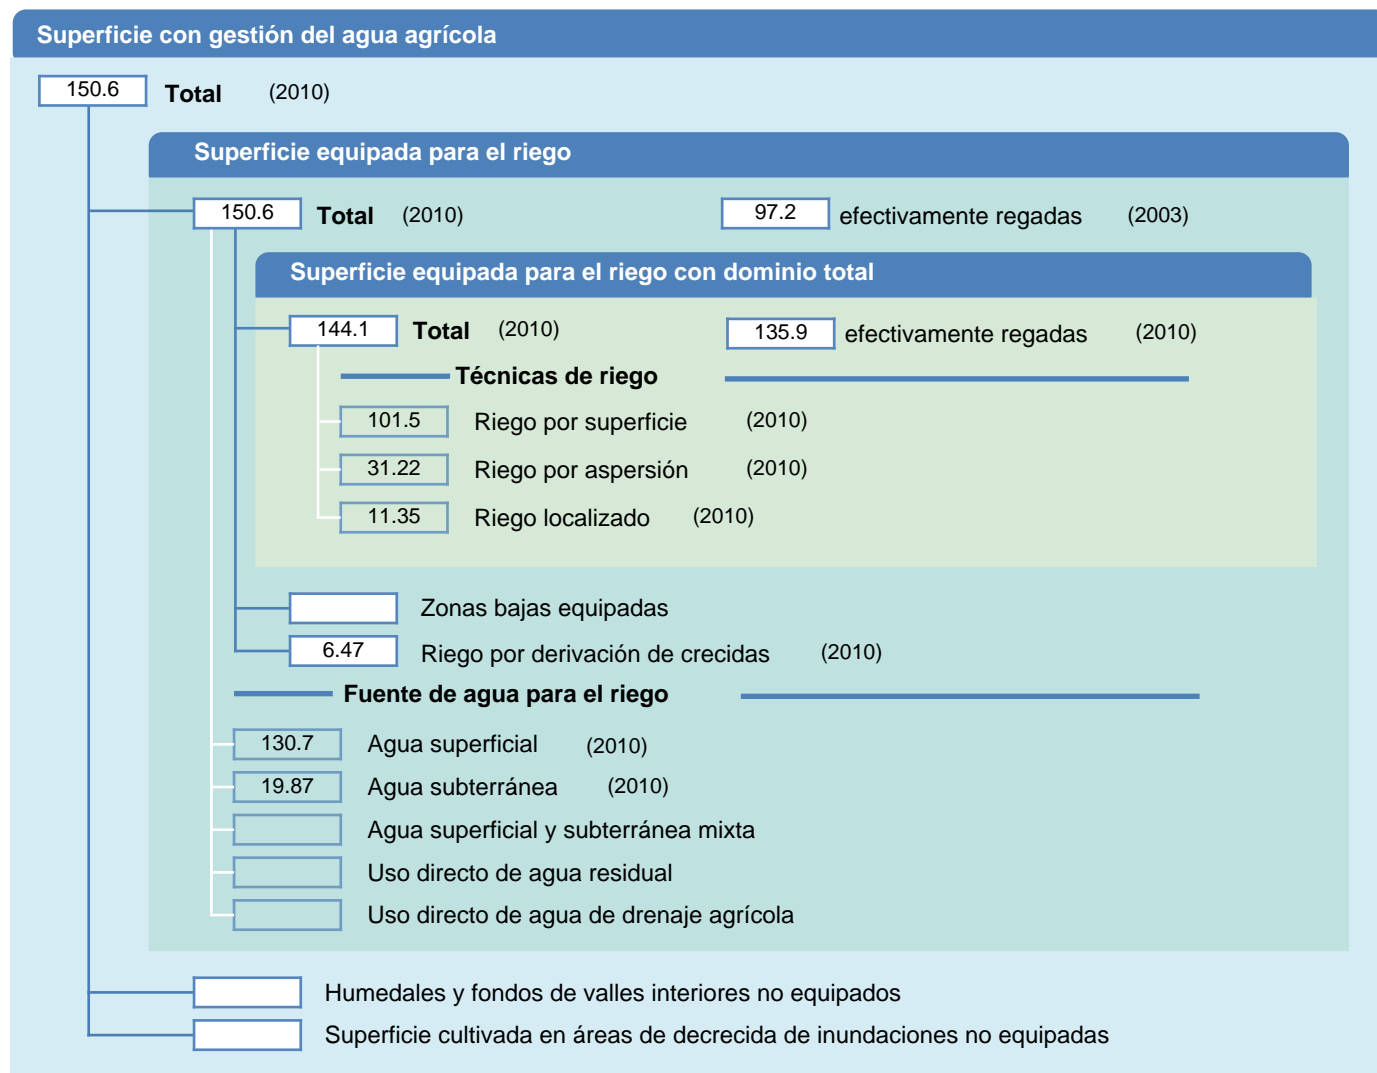 Superficie con gestión del agua agrícola
150.6 Total (2010)
Superficie equipada para el riego
150.6 Total (2010) 97.2 efectivamente regadas (2003)
Superficie equipada para el riego con dominio total
144.1 Total (2010) 135.9 efectivamente regadas (2010)
Técnicas de riego
101.5 Riego por superficie (2010)
31.22 Riego por aspersión (2010)
11.35 Riego localizado (2010)
Zonas bajas equipadas
6.47 Riego por derivación de crecidas (2010)
Fuente de agua para el riego
130.7 Agua superficial (2010)
19.87 Agua subterránea (2010)
Agua superficial y subterránea mixta
Uso directo de agua residual
Uso directo de agua de drenaje agrícola
Humedales y fondos de valles interiores no equipados
Superficie cultivada en áreas de decrecida de inundaciones no equipadas